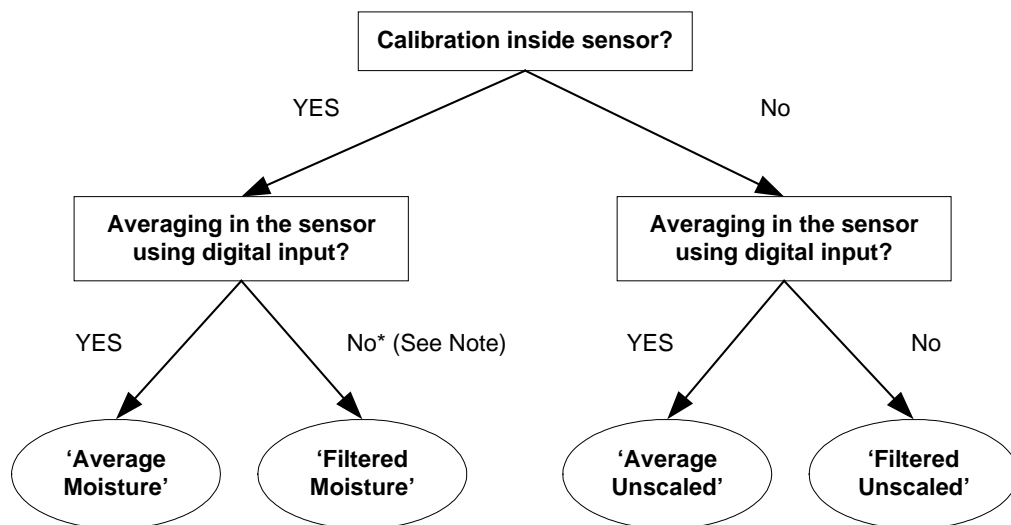 Calibration inside sensor?
YES
No
Averaging in the sensor
using digital input?
Averaging in the sensor
using digital input?
YES
No* (See Note)
YES
No
‘Average
Moisture’
‘Filtered
Moisture’
‘Average
Unscaled’
‘Filtered
Unscaled’